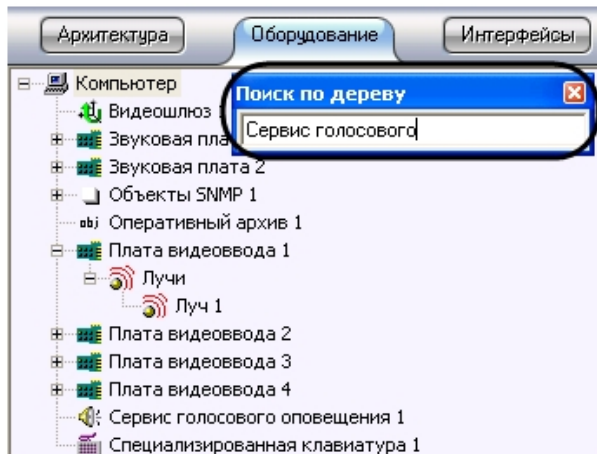 Архитектура Оборудование Интерфейсы
Компьютер
Поиск по дереву
Видеошлюз
Сервис голосового
Звуковая пла
Звуковая плата 2
Объекты SNMP 1
obj Оперативный архив 1
Плата видеоввода 1
Лучи
Луч 1
Плата видеоввода 2
Плата видеоввода 3
Плата видеоввода 4
Сервис голосового оповещения 1
Специализированная клавиатура 1